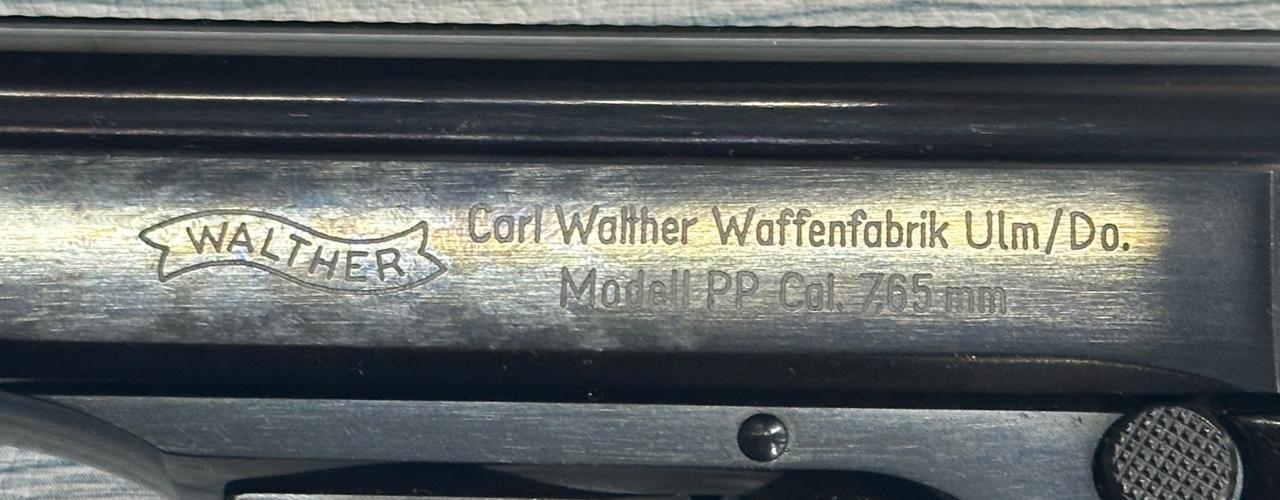 WALTHER
Carl Walther Waffenfabrik Ulm/Do.
Modell PP Cal. 7,65 mm